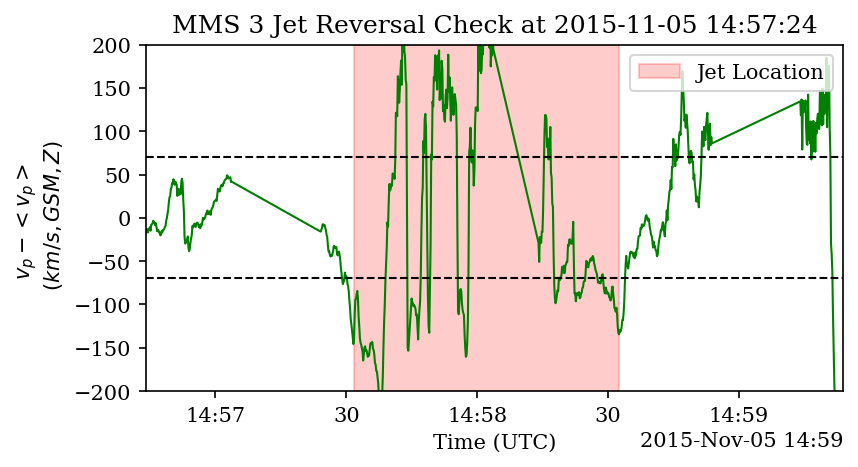 MMS 3 Jet Reversal Check at 2015-11-05 14:57:24
Jet Location
200
150
100
50
0
−50
−100
−150
−200
v_p − < v_p >
(km/s, GSM, Z)
14:57 30 14:58 30 14:59
Time (UTC) 2015-Nov-05 14:59